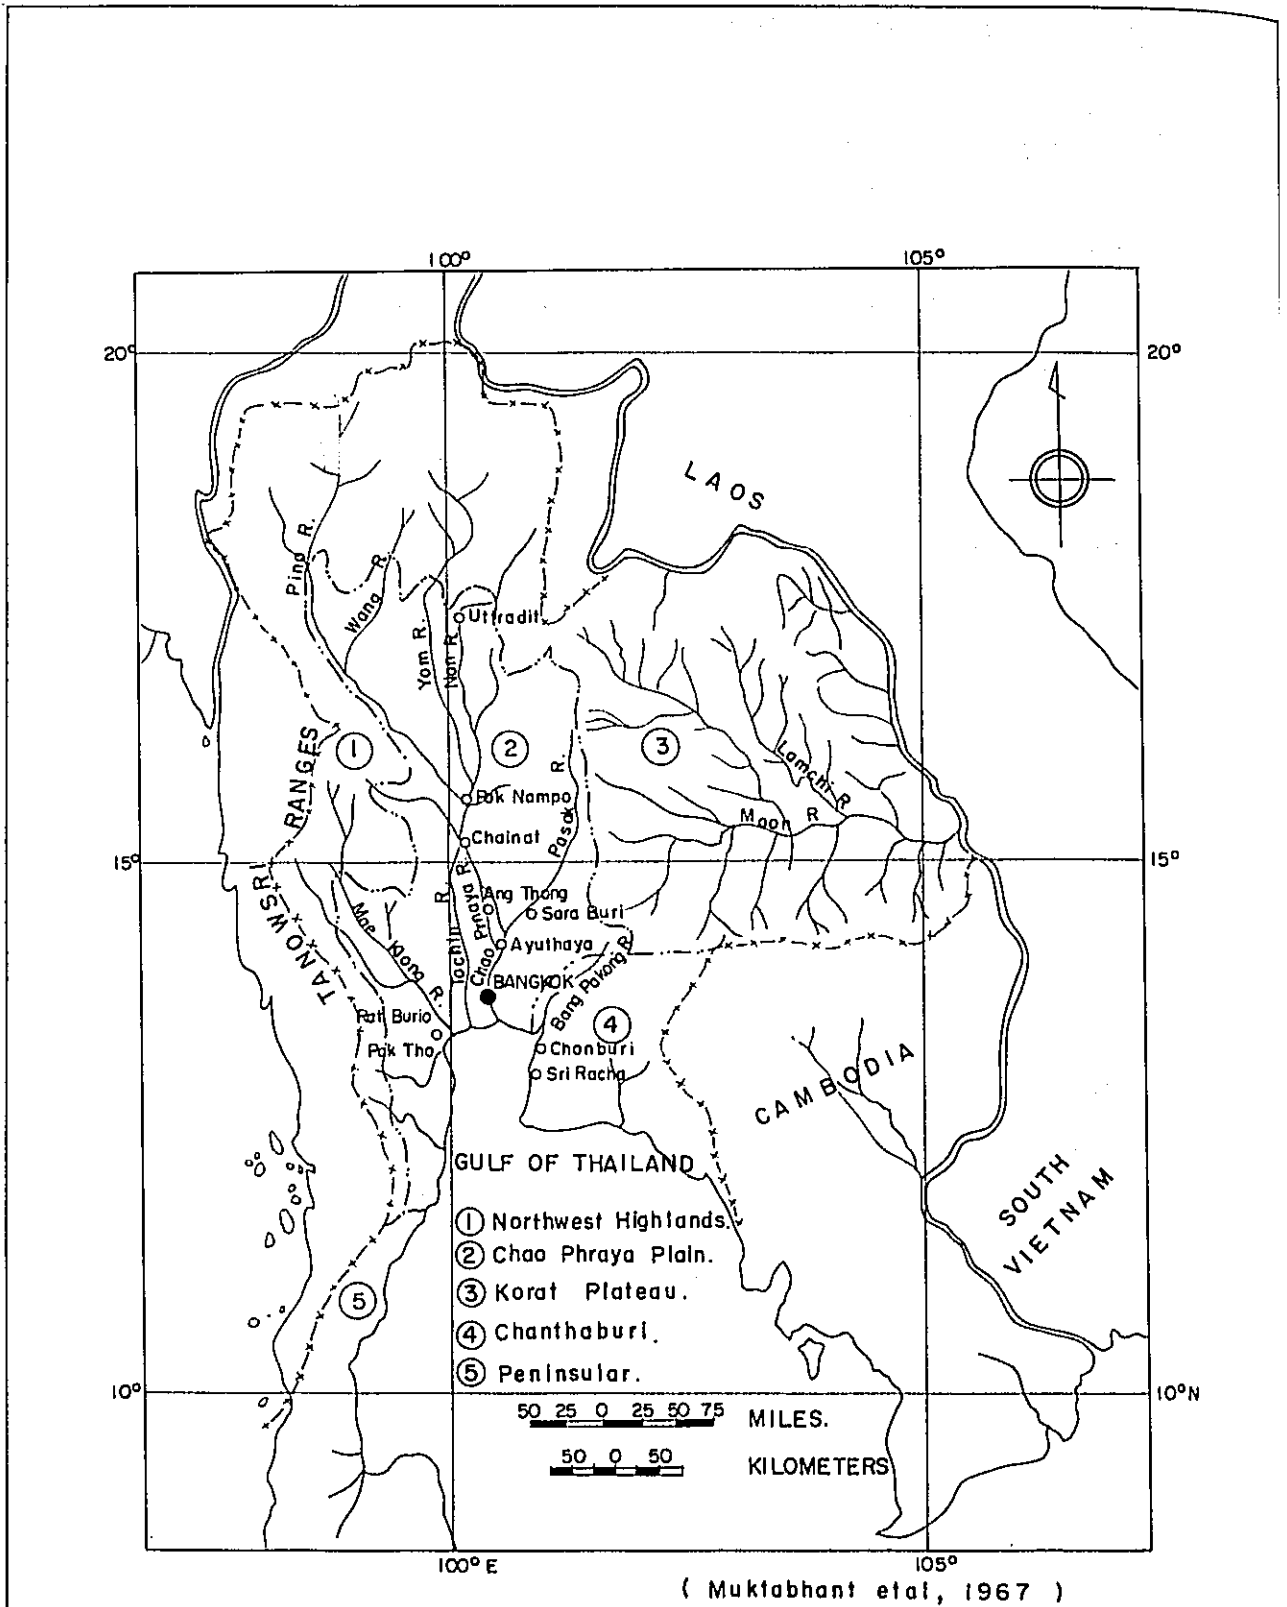 100° 105°
20° 20°
LAOS
Ping R.
Wang R.
Yom R.
Nan R.
Uttradit
1 2 3
TANOWSRI RANGES
Pak Nampo
Pasak R.
Lamchi R
Moon R
Chainat
15° 15°
Ang Thong
Sara Buri
Mae Klong R.
Tachin R.
Chao Prnaya R.
Ayuthaya
BANGKOK
Bang Pakong R
4
Rat Burio
Pak Tho
Chonburi
Sri Racha
CAMBODIA
GULF OF THAILAND
SOUTH
VIETNAM
5
1 Northwest Highlands.
2 Chao Phraya Plain.
3 Korat Plateau.
4 Chanthaburi.
5 Peninsular.
10° 10°N
50 25 0 25 50 75 MILES.
50 0 50 KILOMETERS
100°E 105°
( Muktabhant etal, 1967 )